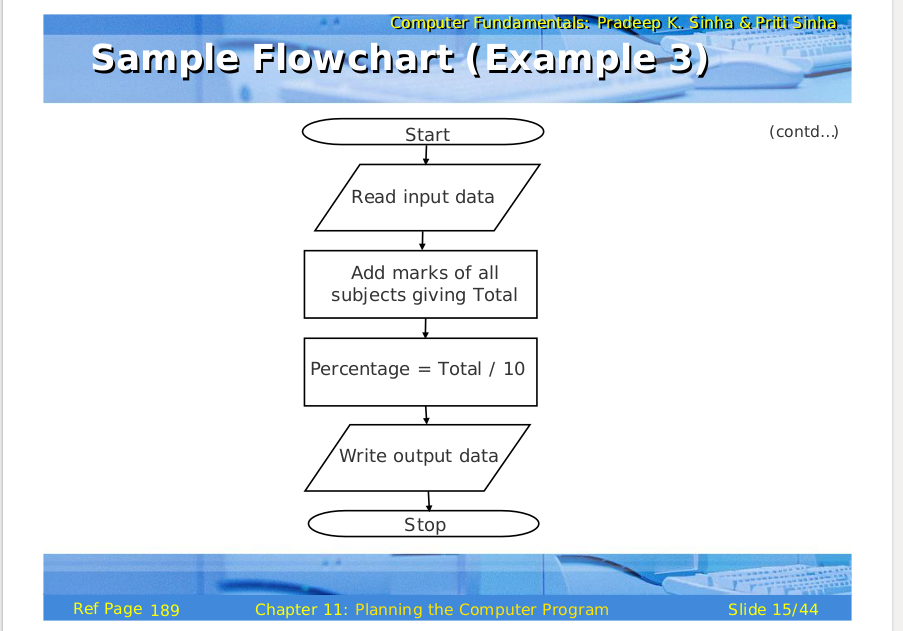 Computer Fundamentals: Pradeep K. Sinha & Priti Sinha
Sample Flowchart (Example 3)
(contd…)
Start
Read input data
Add marks of all
subjects giving Total
Percentage = Total / 10
Write output data
Stop
Ref Page 189
Chapter 11: Planning the Computer Program
Slide 15/44